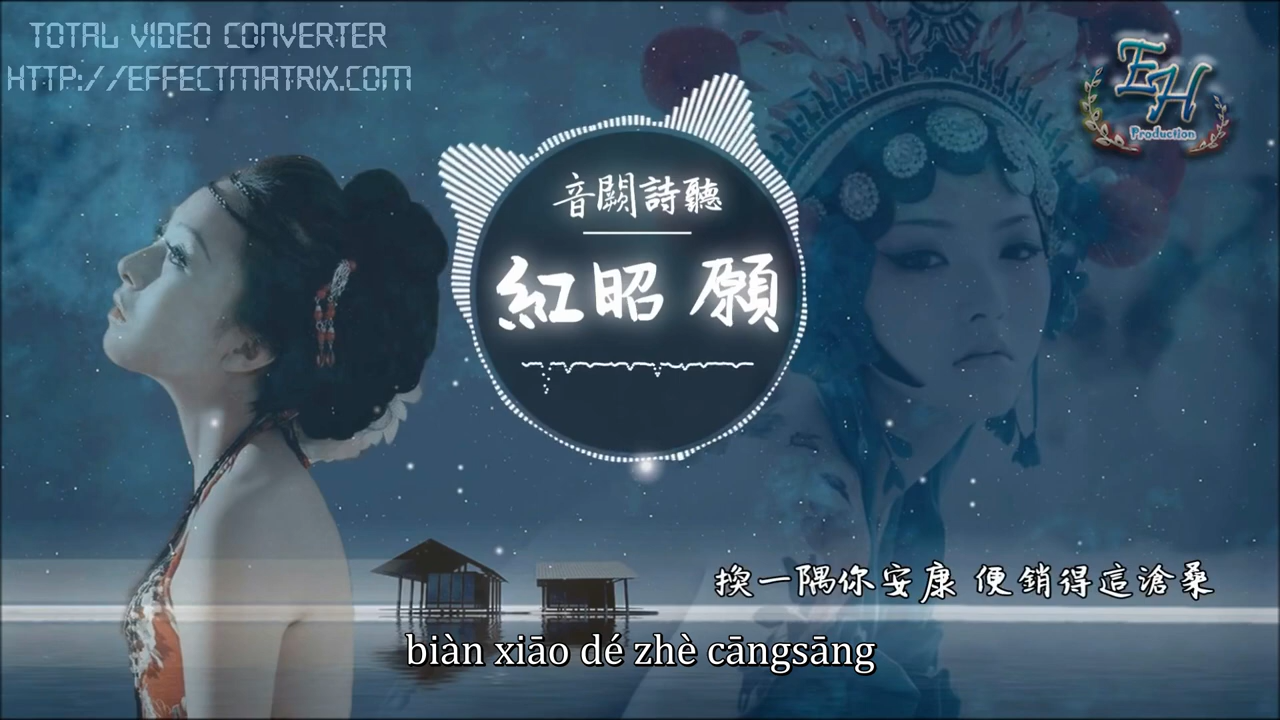 TOTAL VIDEO CONVERTER
HTTP://EFFECTMATRIX.COM
EH
Production
音闕詩聽
紅昭願
換一隅你安康 便銷得這滄桑
biàn xiāo dé zhè cāngsāng